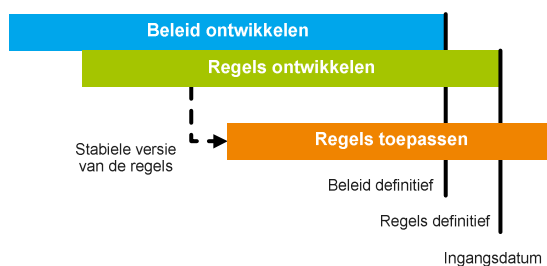 Beleid ontwikkelen
Regels ontwikkelen
Regels toepassen
Stabiele versie
van de regels
Beleid definitief
Regels definitief
Ingangsdatum